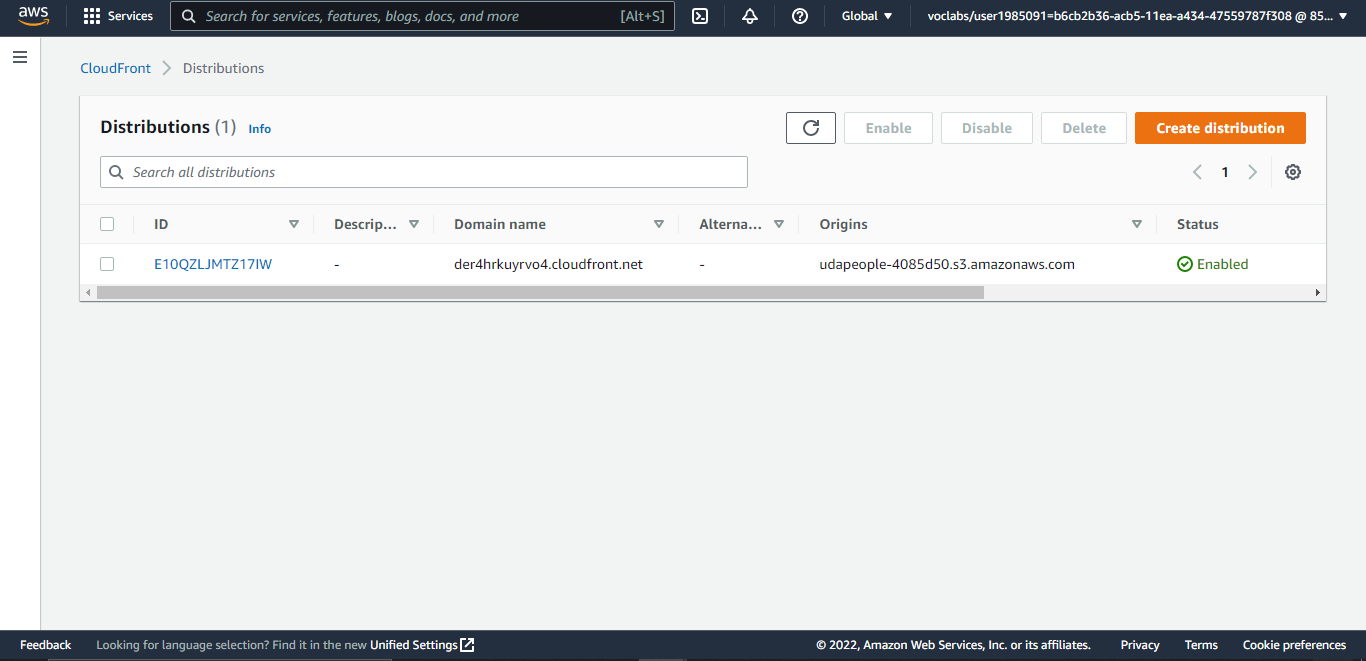 aws Services Search for services, features, blogs, docs, and more [Alt+S] Global voclabs/user1985091=b6cb2b36-acb5-11ea-a434-47559787f308 @ 85...
CloudFront Distributions
Distributions (1) Info Enable Disable Delete Create distribution
Search all distributions 1
ID Descrip... Domain name Alterna... Origins Status
E10QZLJMTZ17IW - der4hrkuyrvo4.cloudfront.net - udapeople-4085d50.s3.amazonaws.com Enabled
Feedback Looking for language selection? Find it in the new Unified Settings © 2022, Amazon Web Services, Inc. or its affiliates. Privacy Terms Cookie preferences